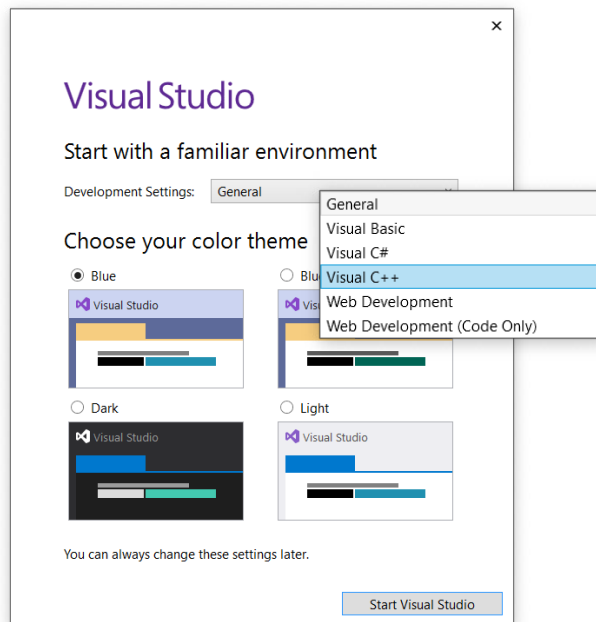 Visual Studio
Start with a familiar environment
Development Settings: General
General
Visual Basic
Visual C#
Visual C++
Web Development
Web Development (Code Only)
Choose your color theme
Blue
Visual Studio
Dark
Visual Studio
Light
Visual Studio
You can always change these settings later.
Start Visual Studio